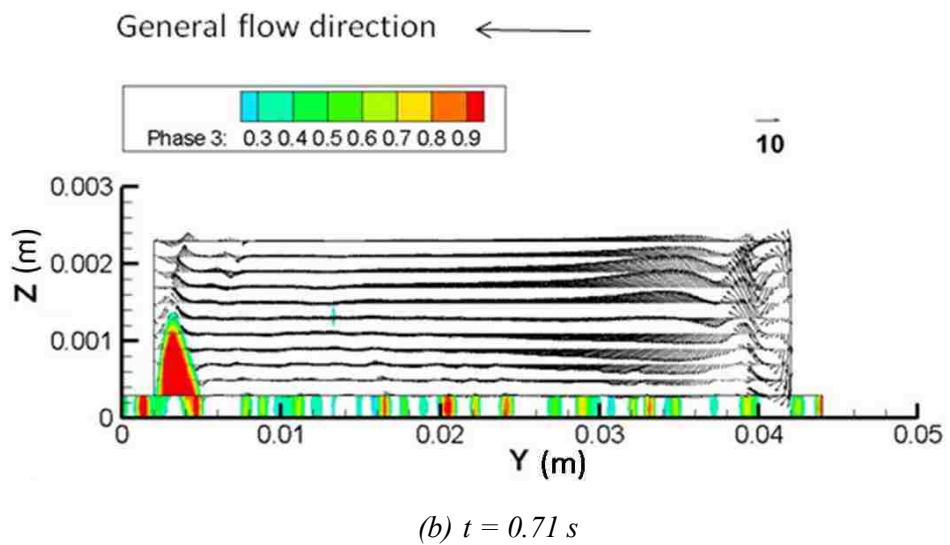 General flow direction
Phase 3: 0.3 0.4 0.5 0.6 0.7 0.8 0.9
10
0.003
0.002
0.001
0
Z (m)
0 0.01 0.02 0.03 0.04 0.05
Y (m)
(b) t = 0.71 s